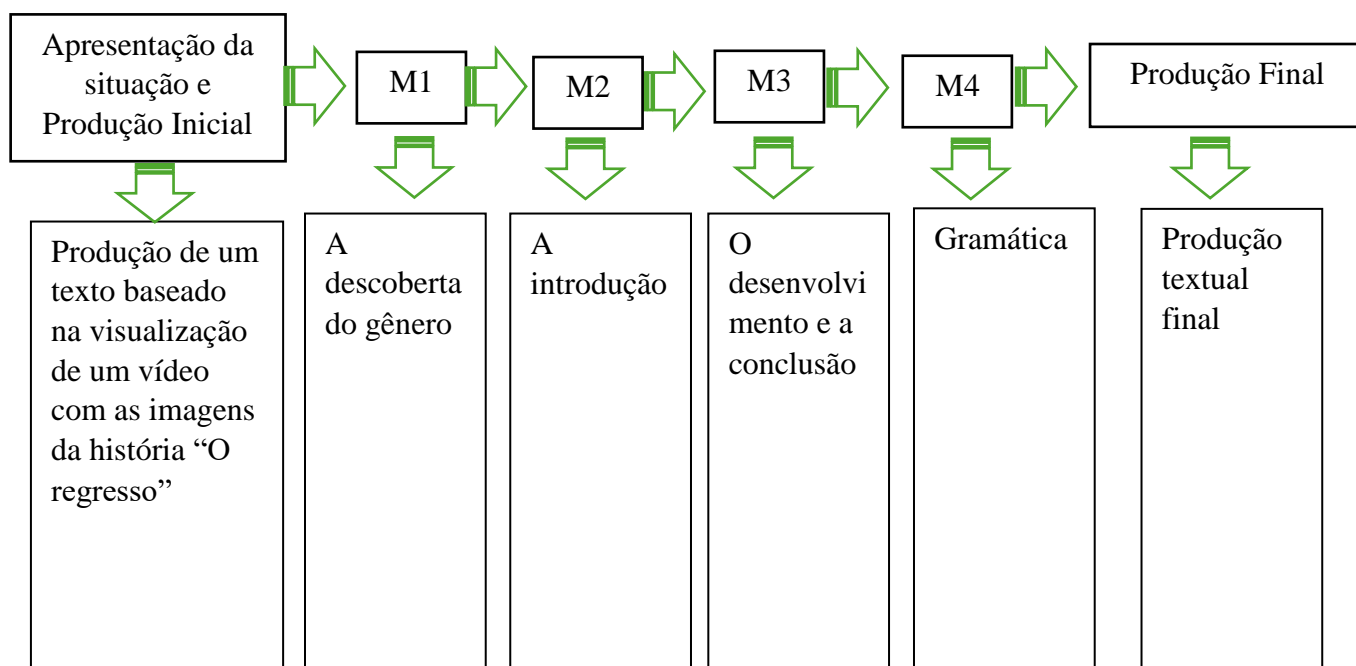 Apresentação da
situação e
Produção Inicial
M1
M2
M3
M4
Produção Final
Produção de um
texto baseado
na visualização
de um vídeo
com as imagens
da história “O
regresso”
A
descoberta
do gênero
A
introdução
O
desenvolvi
mento e a
conclusão
Gramática
Produção
textual
final